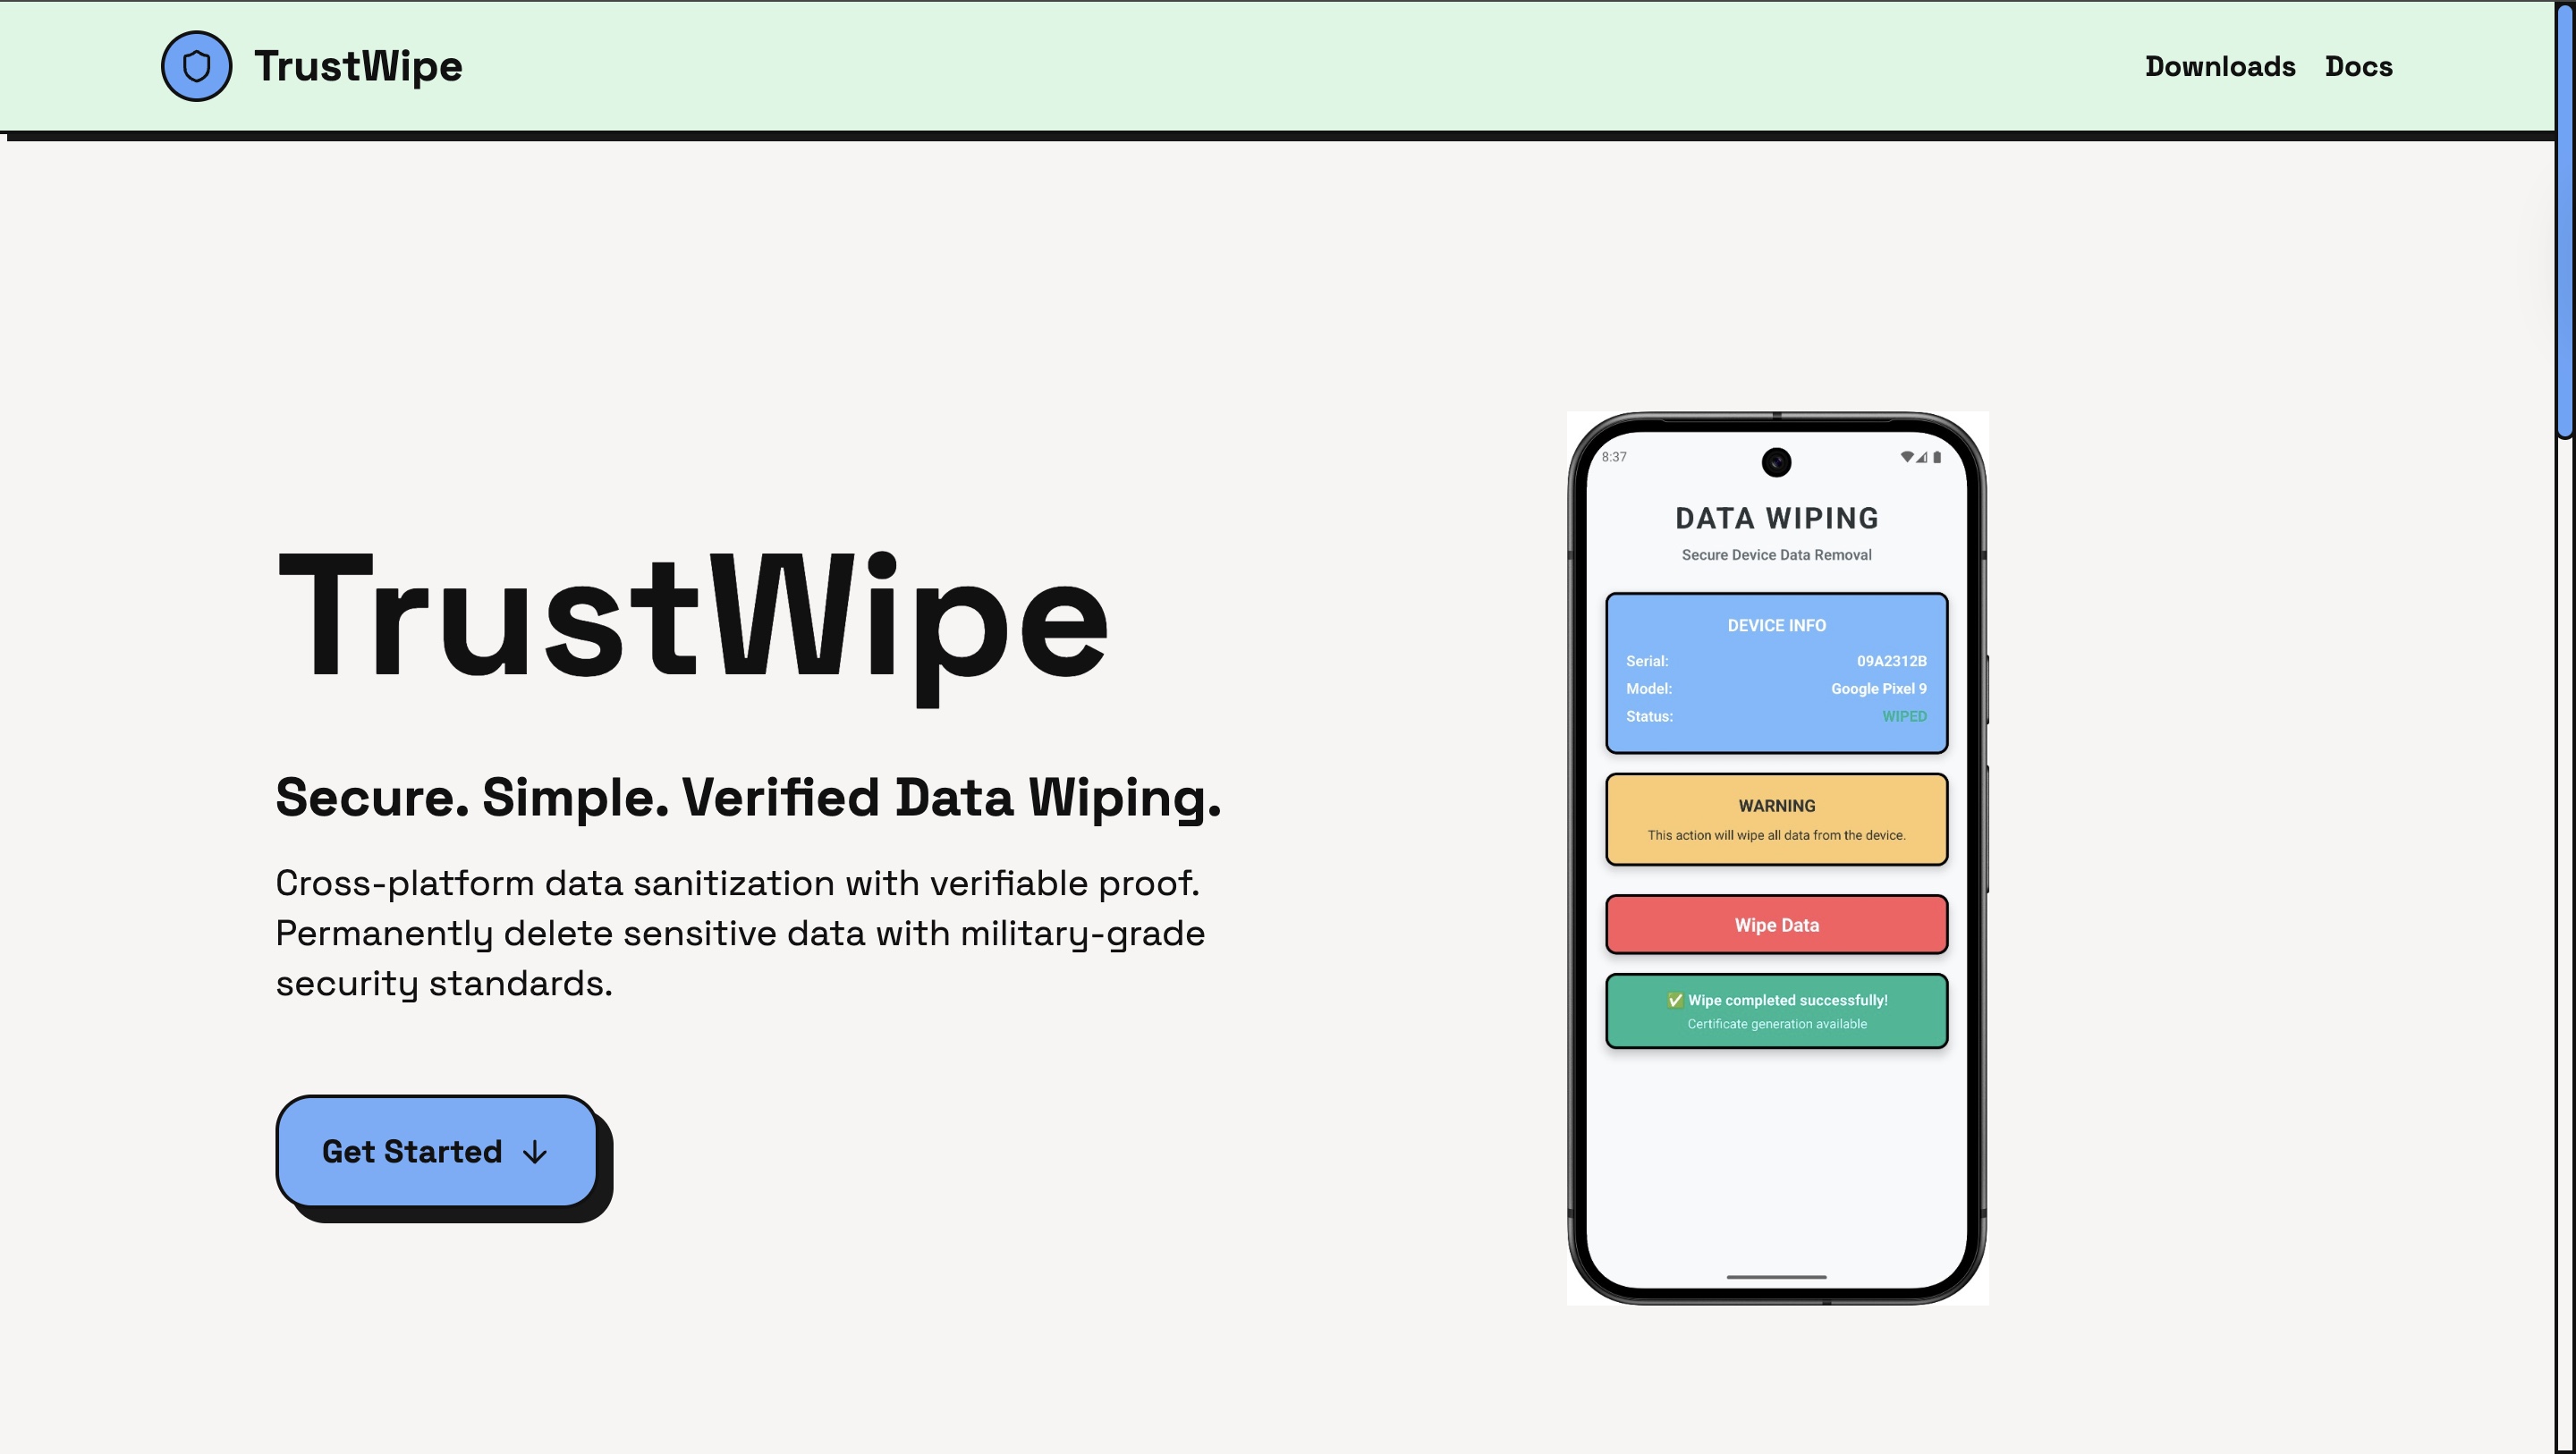 TrustWipe
Downloads Docs
TrustWipe
Secure. Simple. Verified Data Wiping.
Cross-platform data sanitization with verifiable proof.
Permanently delete sensitive data with military-grade
security standards.
Get Started ↓
8:37
DATA WIPING
Secure Device Data Removal
DEVICE INFO
Serial: 09A2312B
Model: Google Pixel 9
Status: WIPED
WARNING
This action will wipe all data from the device.
Wipe Data
✅ Wipe completed successfully!
Certificate generation available